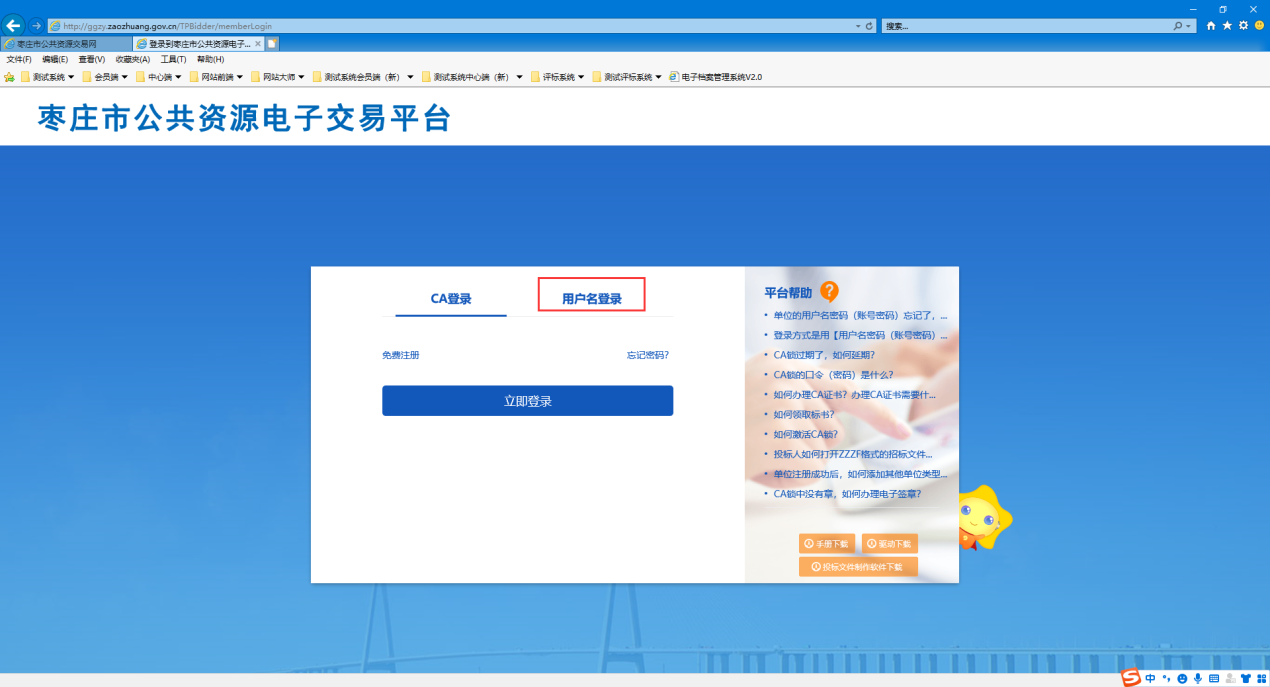 http://ggzy.zaozhuang.gov.cn/TPBidder/memberLogin
搜索...
枣庄市公共资源交易网
登录到枣庄市公共资源电子...
文件(F) 编辑(E) 查看(V) 收藏夹(A) 工具(T) 帮助(H)
测试系统 会员端 中心端 网站前端 网站大师 测试系统会员端（新） 测试系统中心端（新） 评标系统 测试评标系统 电子档案管理系统V2.0
枣庄市公共资源电子交易平台
CA登录
用户名登录
免费注册
忘记密码?
立即登录
平台帮助 ?
• 单位的用户名密码（账号密码）忘记了，...
• 登录方式是用【用户名密码（账号密码）...
• CA锁过期了，如何延期?
• CA锁的口令（密码）是什么?
• 如何办理CA证书？办理CA证书需要什...
• 如何领取标书?
• 如何激活CA锁?
• 投标人如何打开ZZZF格式的招标文件...
• 单位注册成功后，如何添加其他单位类型...
• CA锁中没有章，如何办理电子签章?
手册下载 驱动下载
投标文件制作软件下载
中